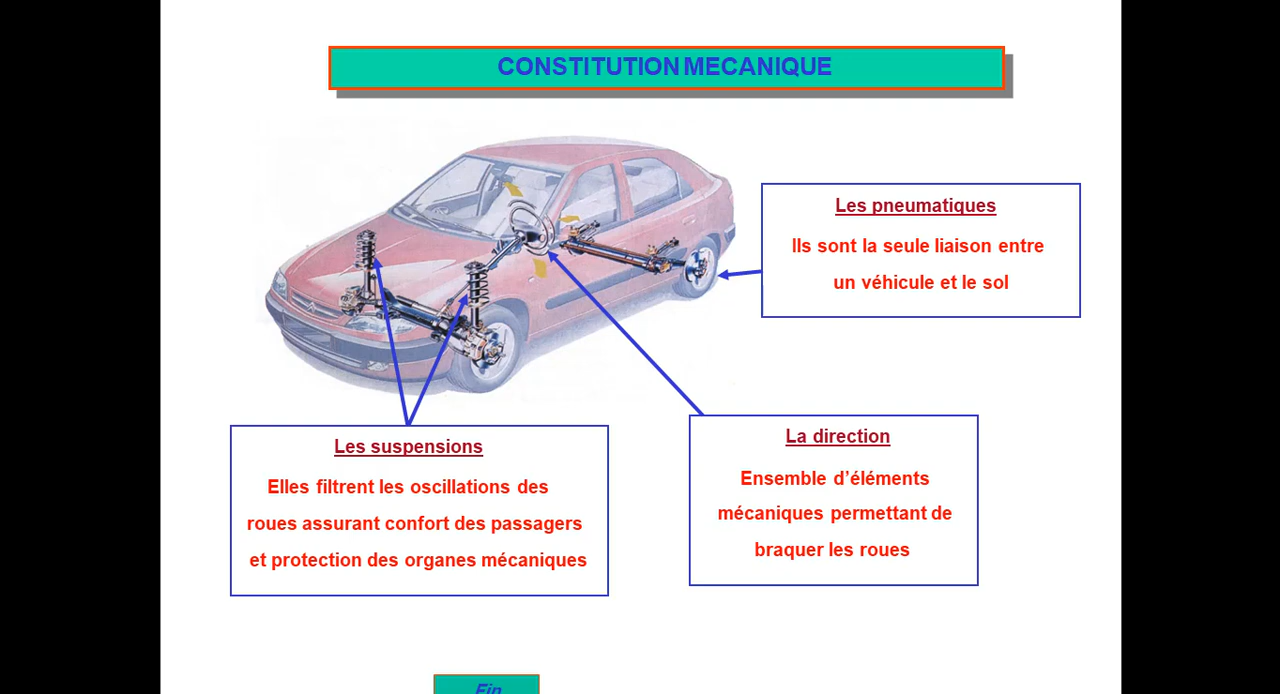 CONSTITUTION MECANIQUE
Les pneumatiques
Ils sont la seule liaison entre
un véhicule et le sol
Les suspensions
Elles filtrent les oscillations des
roues assurant confort des passagers
et protection des organes mécaniques
La direction
Ensemble d’éléments
mécaniques permettant de
braquer les roues
Fin